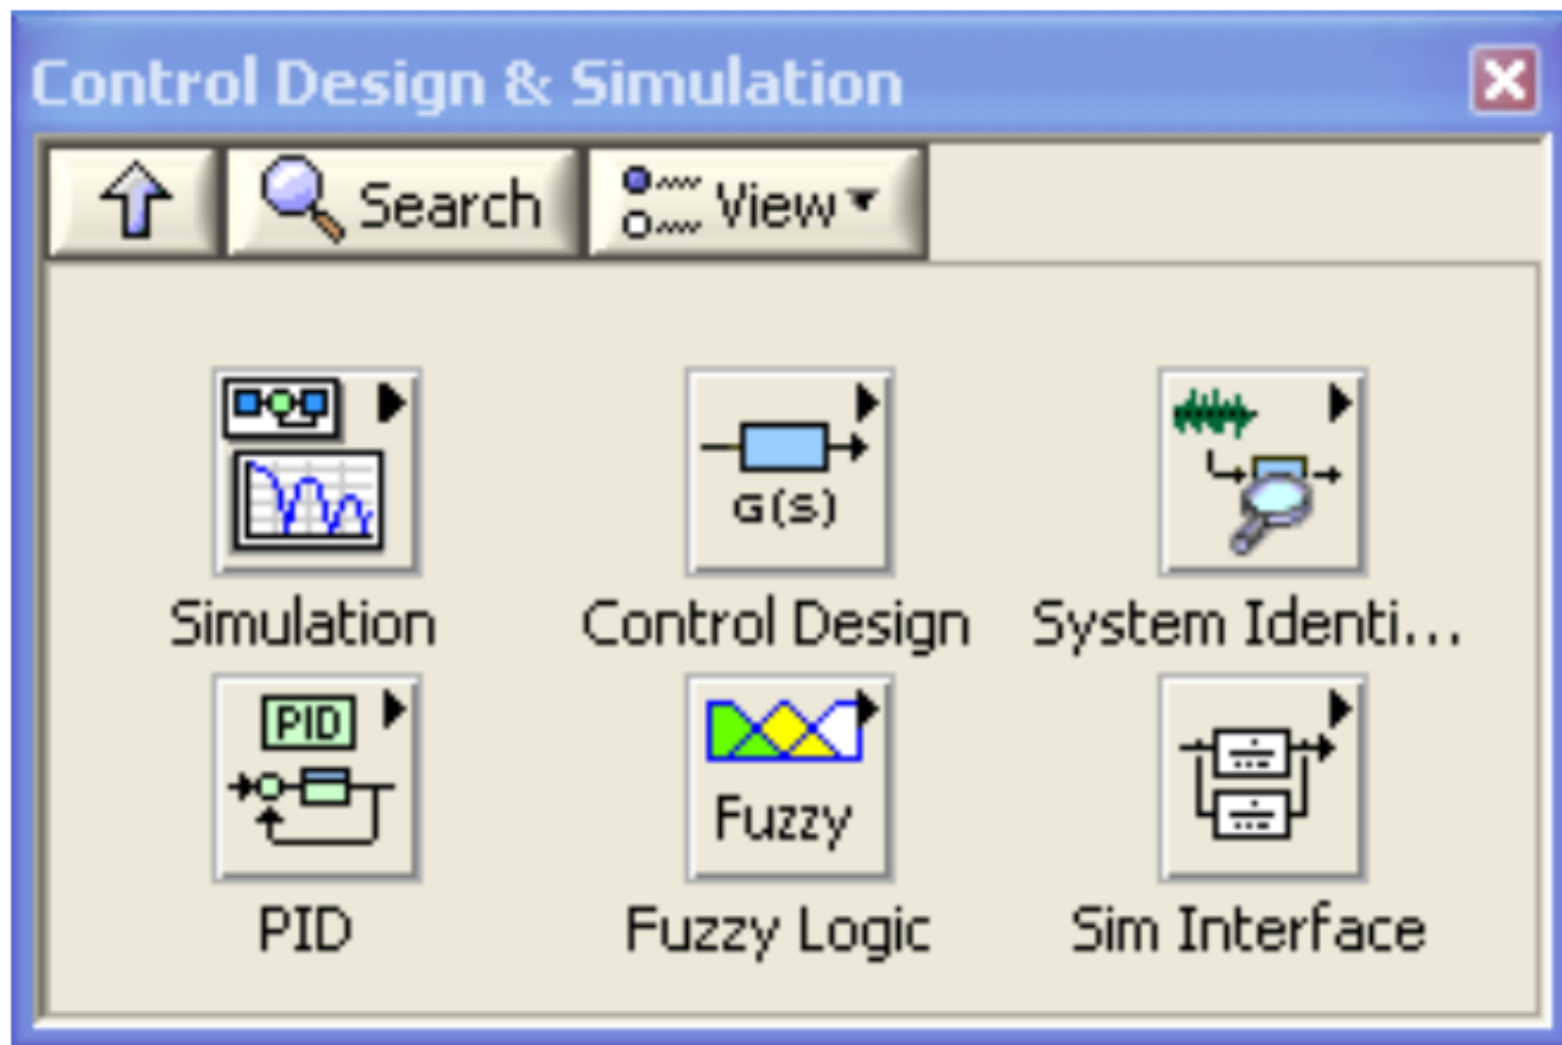 Control Design & Simulation
Search View
G(s)
Simulation Control Design System Identi...
PID
Fuzzy
PID Fuzzy Logic Sim Interface